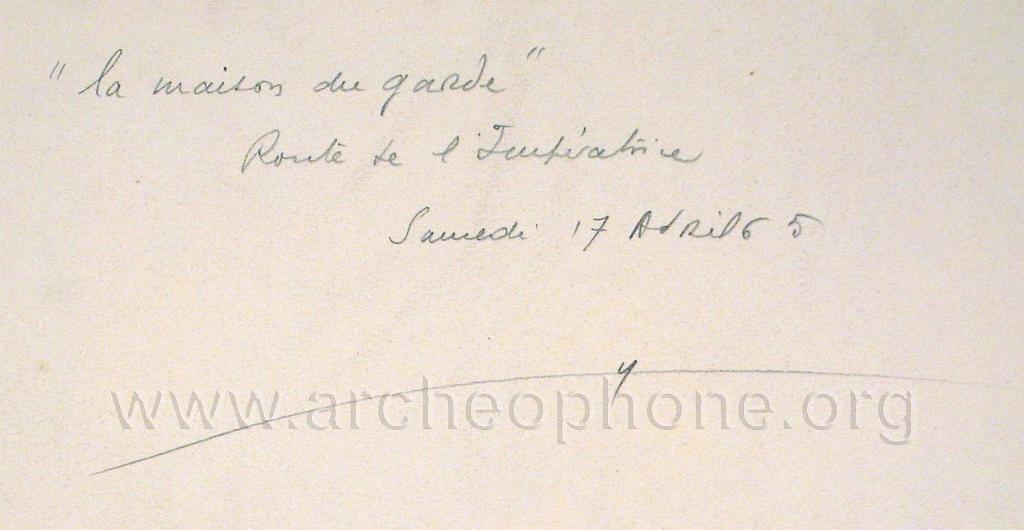 "la maison du garde"
Route de l'Impératrice
Samedi 17 Avril 65
www.archeophone.org